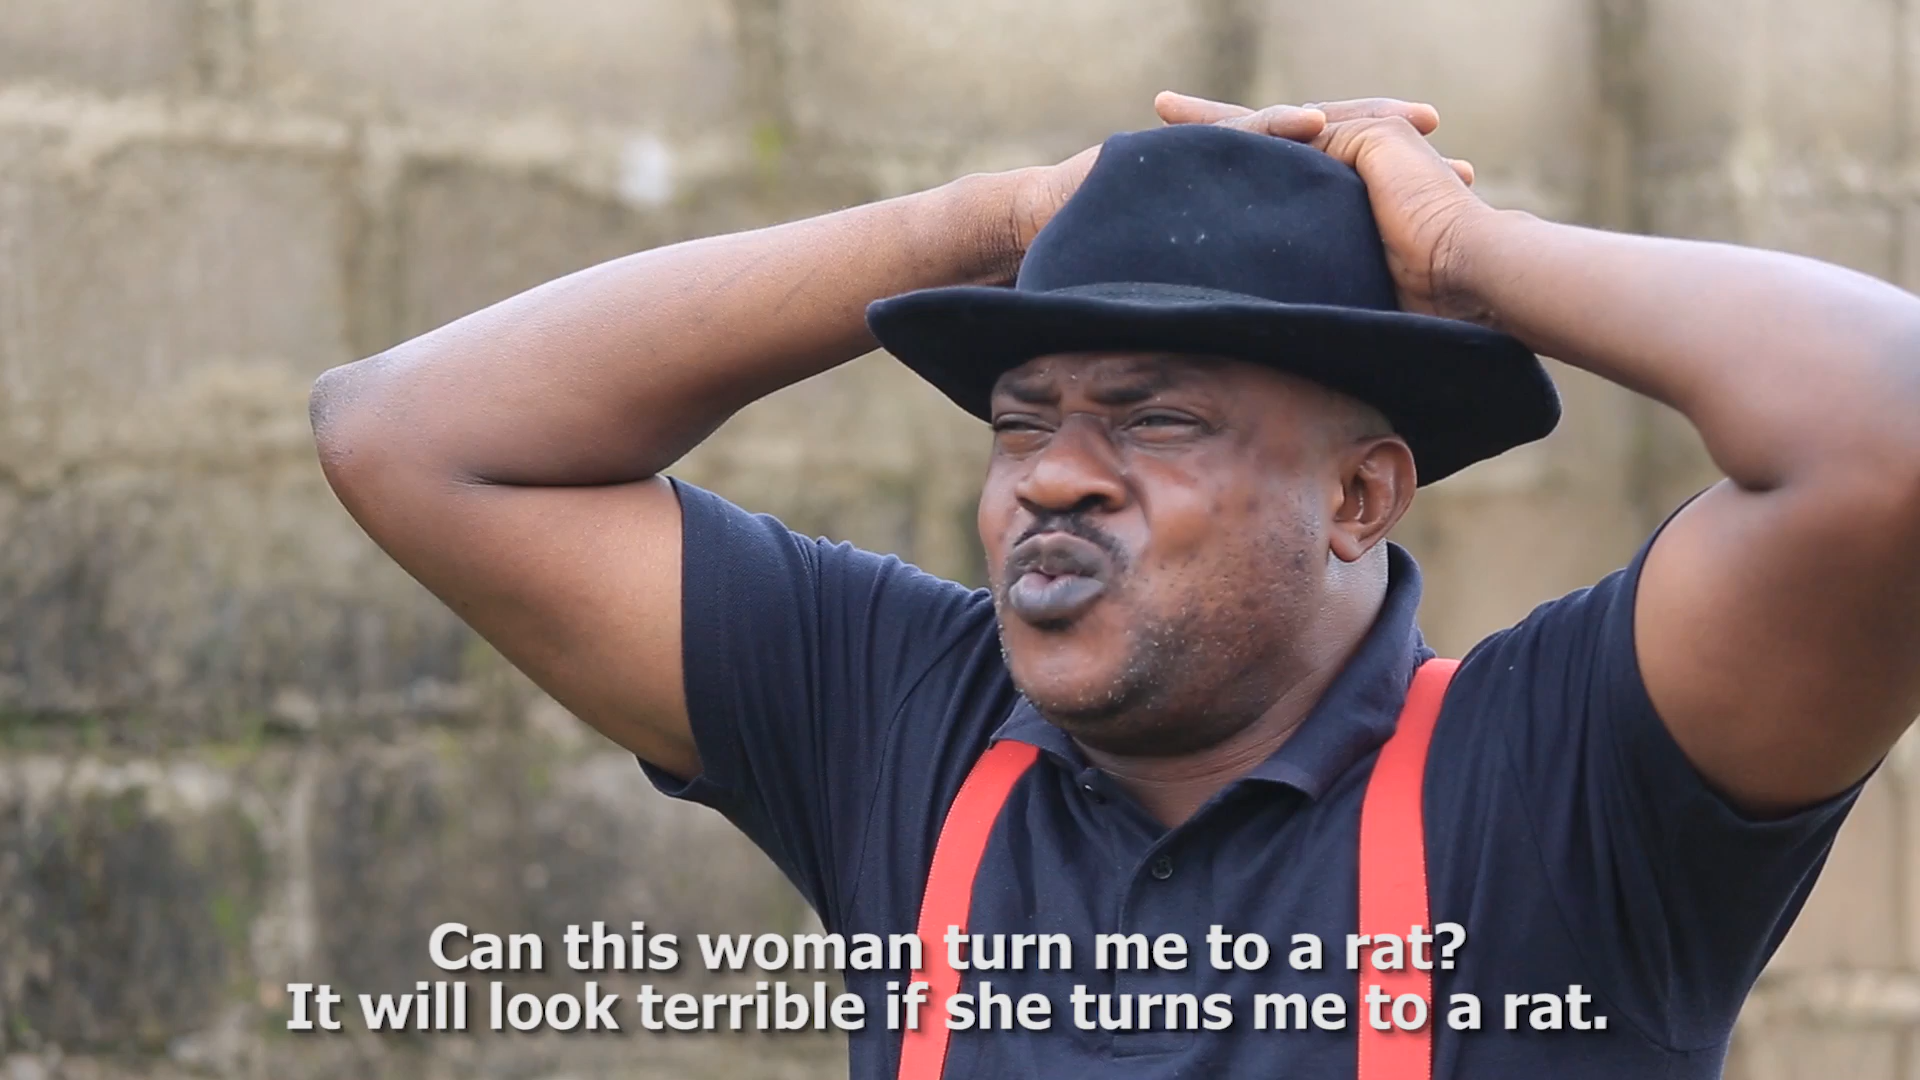 Can this woman turn me to a rat?
It will look terrible if she turns me to a rat.